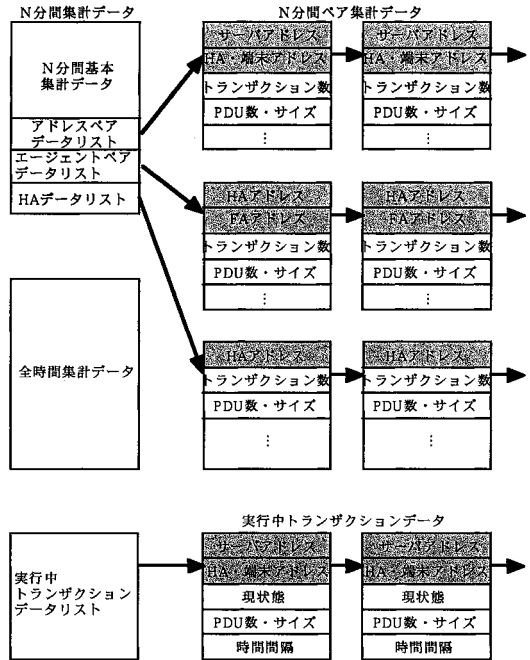 N分間集計データ
N分間ペア集計データ
N分間基本
集計データ
アドレスペア
データリスト
エージェントペア
データリスト
HAデータリスト
サーバアドレス
HA・端末アドレス
トランザクション数
PDU数・サイズ
⋮
サーバアドレス
HA・端末アドレス
トランザクション数
PDU数・サイズ
⋮
HAアドレス
FAアドレス
トランザクション数
PDU数・サイズ
⋮
HAアドレス
FAアドレス
トランザクション数
PDU数・サイズ
⋮
全時間集計データ
HAアドレス
トランザクション数
PDU数・サイズ
⋮
HAアドレス
トランザクション数
PDU数・サイズ
⋮
実行中トランザクションデータ
実行中
トランザクション
データリスト
サーバアドレス
HA・端末アドレス
現状態
PDU数・サイズ
時間間隔
サーバアドレス
HA・端末アドレス
現状態
PDU数・サイズ
時間間隔